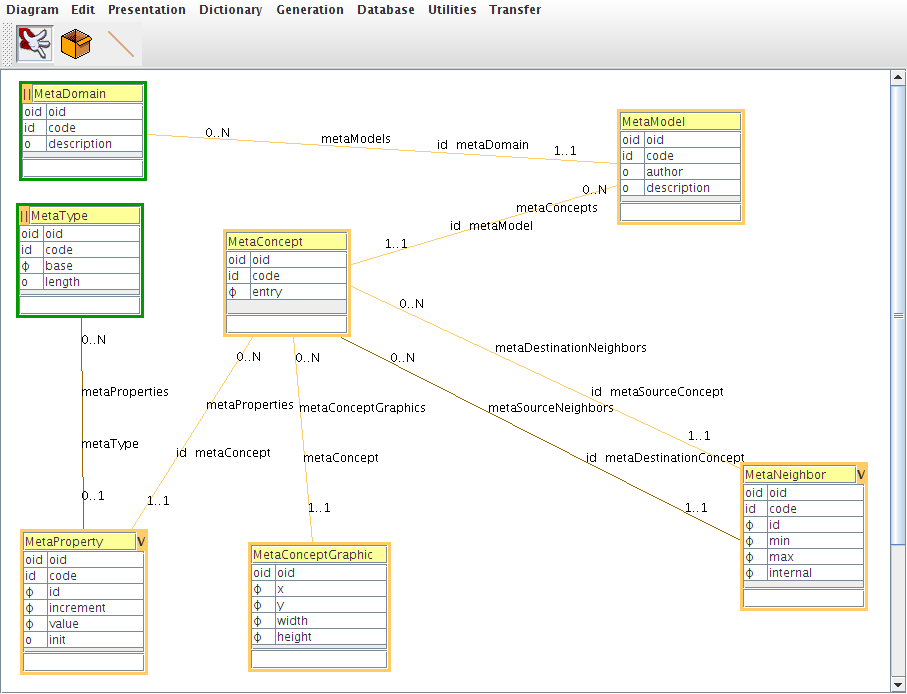 Diagram Edit Presentation Dictionary Generation Database Utilities Transfer
MetaDomain
oid oid
id code
o description
0..N
metaModels
id metaDomain
1..1
MetaModel
oid oid
id code
o author
o description
0..N
metaConcepts
id metaModel
1..1
MetaType
oid oid
id code
ϕ base
o length
MetaConcept
oid oid
id code
ϕ entry
0..N
metaProperties
metaType
0..1
0..N
metaProperties
id metaConcept
1..1
0..N
metaConceptGraphics
metaConcept
1..1
0..N
metaDestinationNeighbors
id metaSourceConcept
1..1
0..N
metaSourceNeighbors
id metaDestinationConcept
1..1
MetaNeighbor V
oid oid
id code
ϕ id
ϕ min
ϕ max
ϕ internal
MetaProperty V
oid oid
id code
ϕ id
ϕ increment
ϕ value
o init
MetaConceptGraphic
oid oid
ϕ x
ϕ y
ϕ width
ϕ height